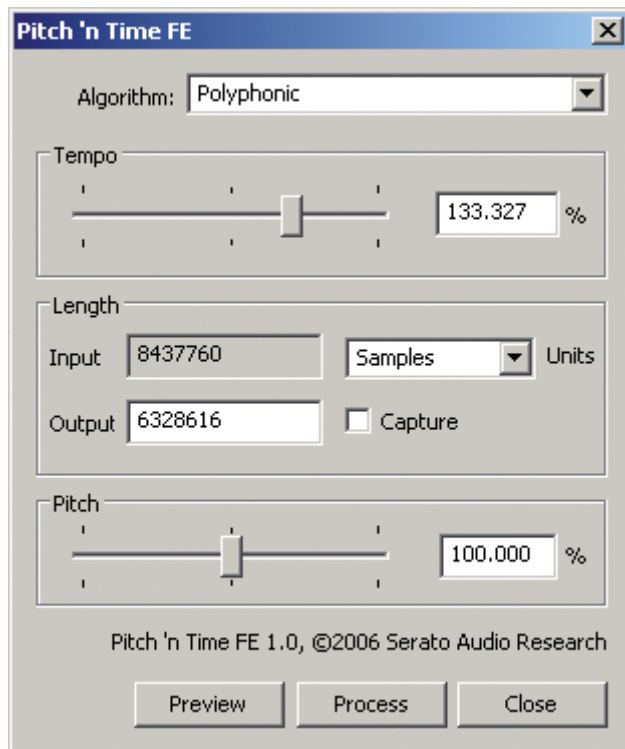 Pitch 'n Time FE
Algorithm: Polyphonic
Tempo
133.327 %
Length
Input 8437760 Samples Units
Output 6328616 Capture
Pitch
100.000 %
Pitch 'n Time FE 1.0, ©2006 Serato Audio Research
Preview Process Close